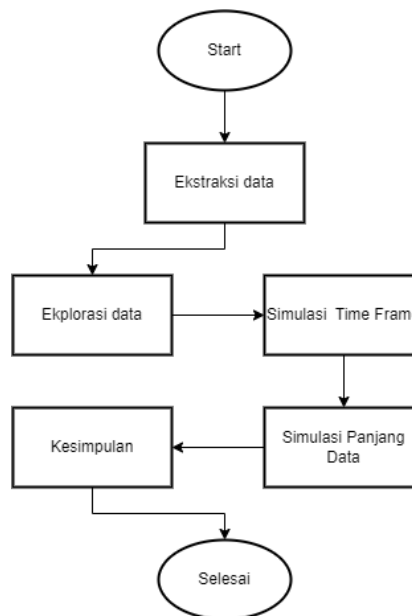 Start
Ekstraksi data
Ekplorasi data
Simulasi Time Fram
Simulasi Panjang
Data
Kesimpulan
Selesai